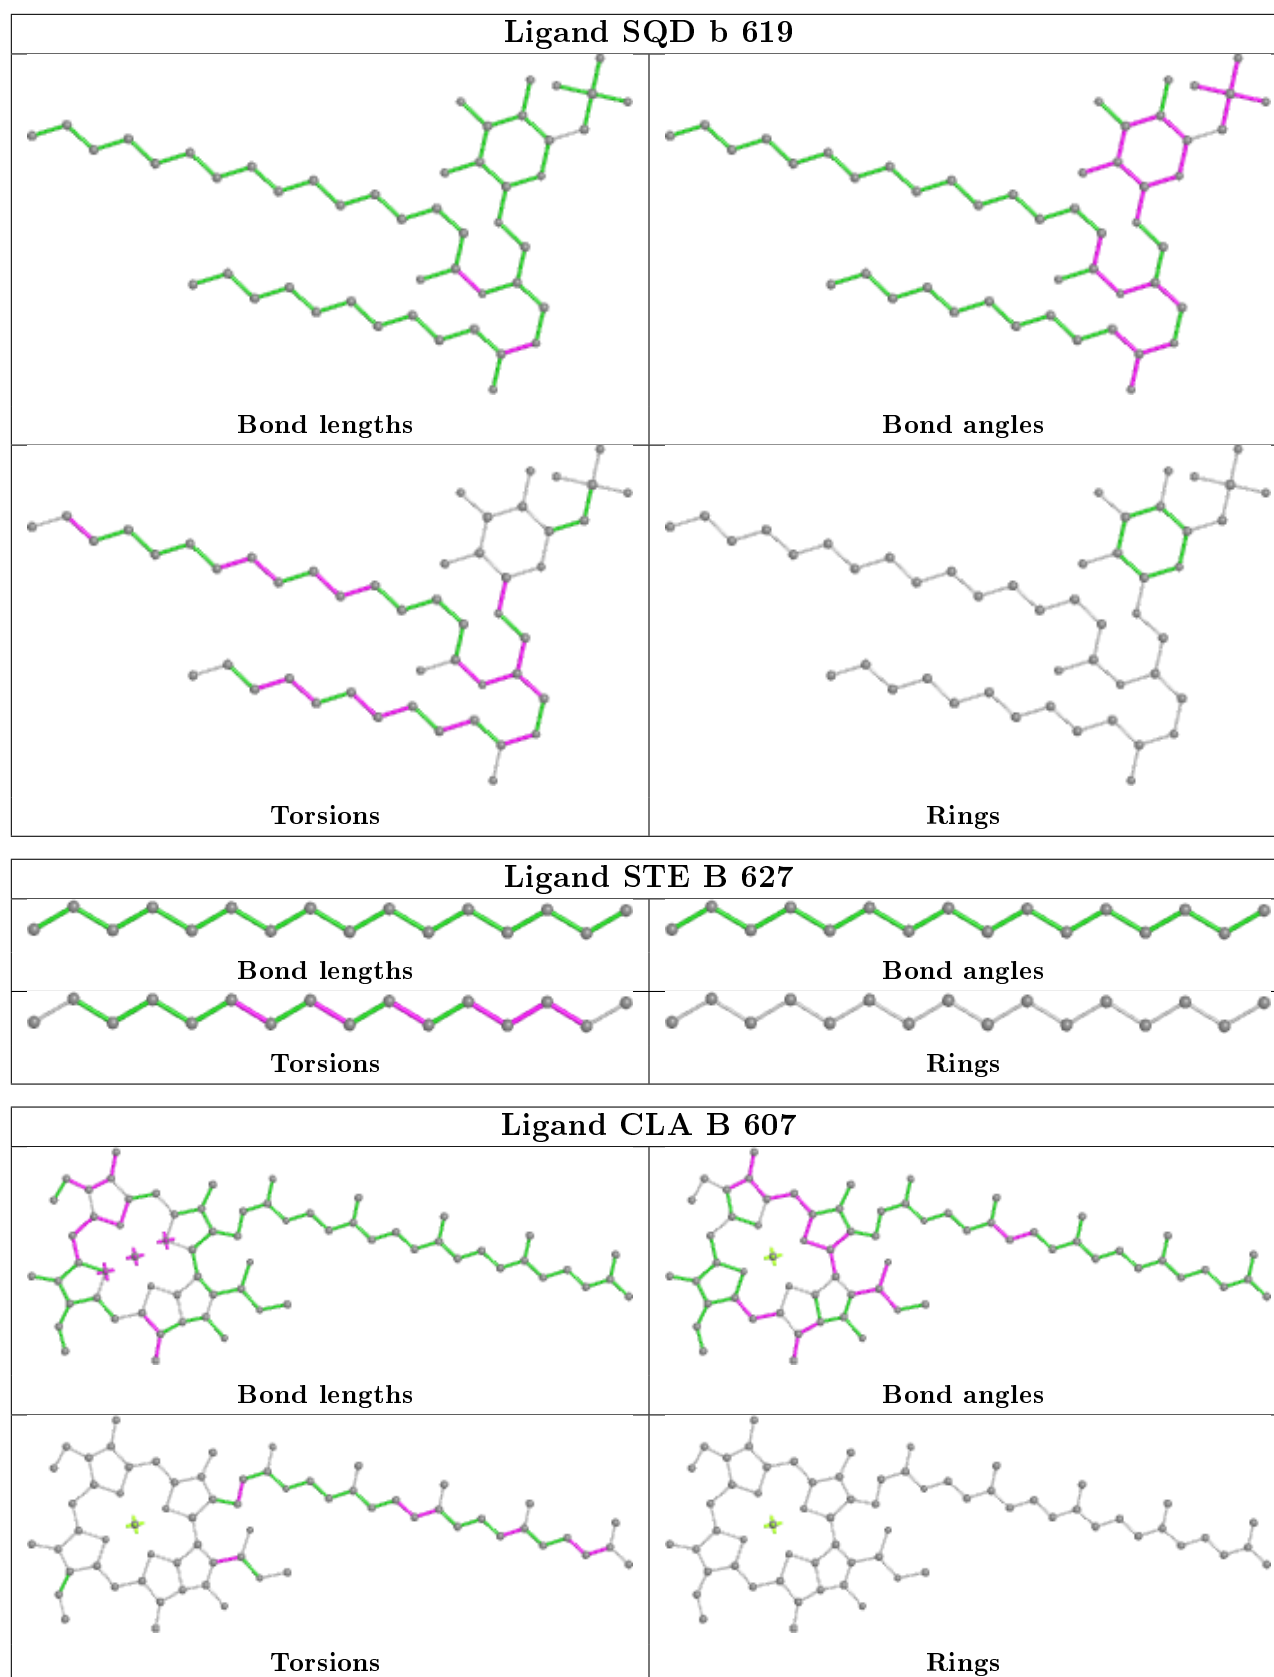 Ligand SQD b 619
Bond lengths
Bond angles
Torsions
Rings
Ligand STE B 627
Bond lengths
Bond angles
Torsions
Rings
Ligand CLA B 607
Bond lengths
Bond angles
Torsions
Rings